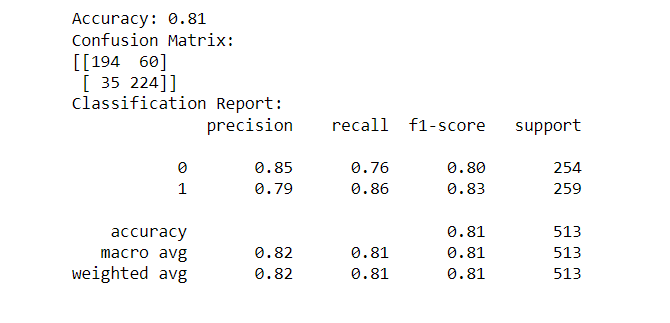 Accuracy: 0.81
Confusion Matrix:
[[194  60]
 [ 35 224]]
Classification Report:
              precision    recall  f1-score   support

           0       0.85      0.76      0.80       254
           1       0.79      0.86      0.83       259

    accuracy                           0.81       513
   macro avg       0.82      0.81      0.81       513
weighted avg       0.82      0.81      0.81       513